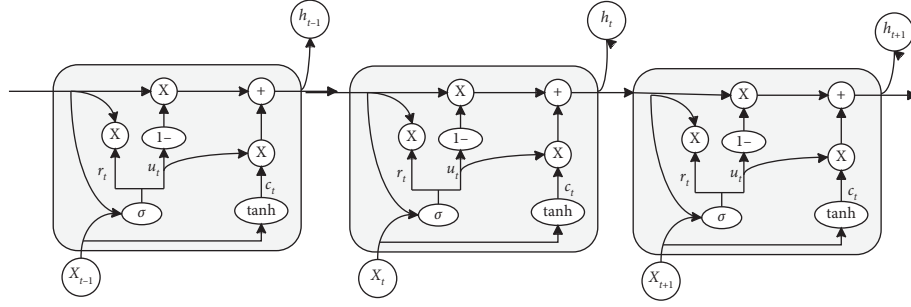 h_{t-1} h_t h_{t+1}
X + X + X +
X 1– X 1– X 1–
X X X
r_t u_t r_t u_t r_t u_t
c_t c_t c_t
σ tanh σ tanh σ tanh
X_{t-1} X_t X_{t+1}